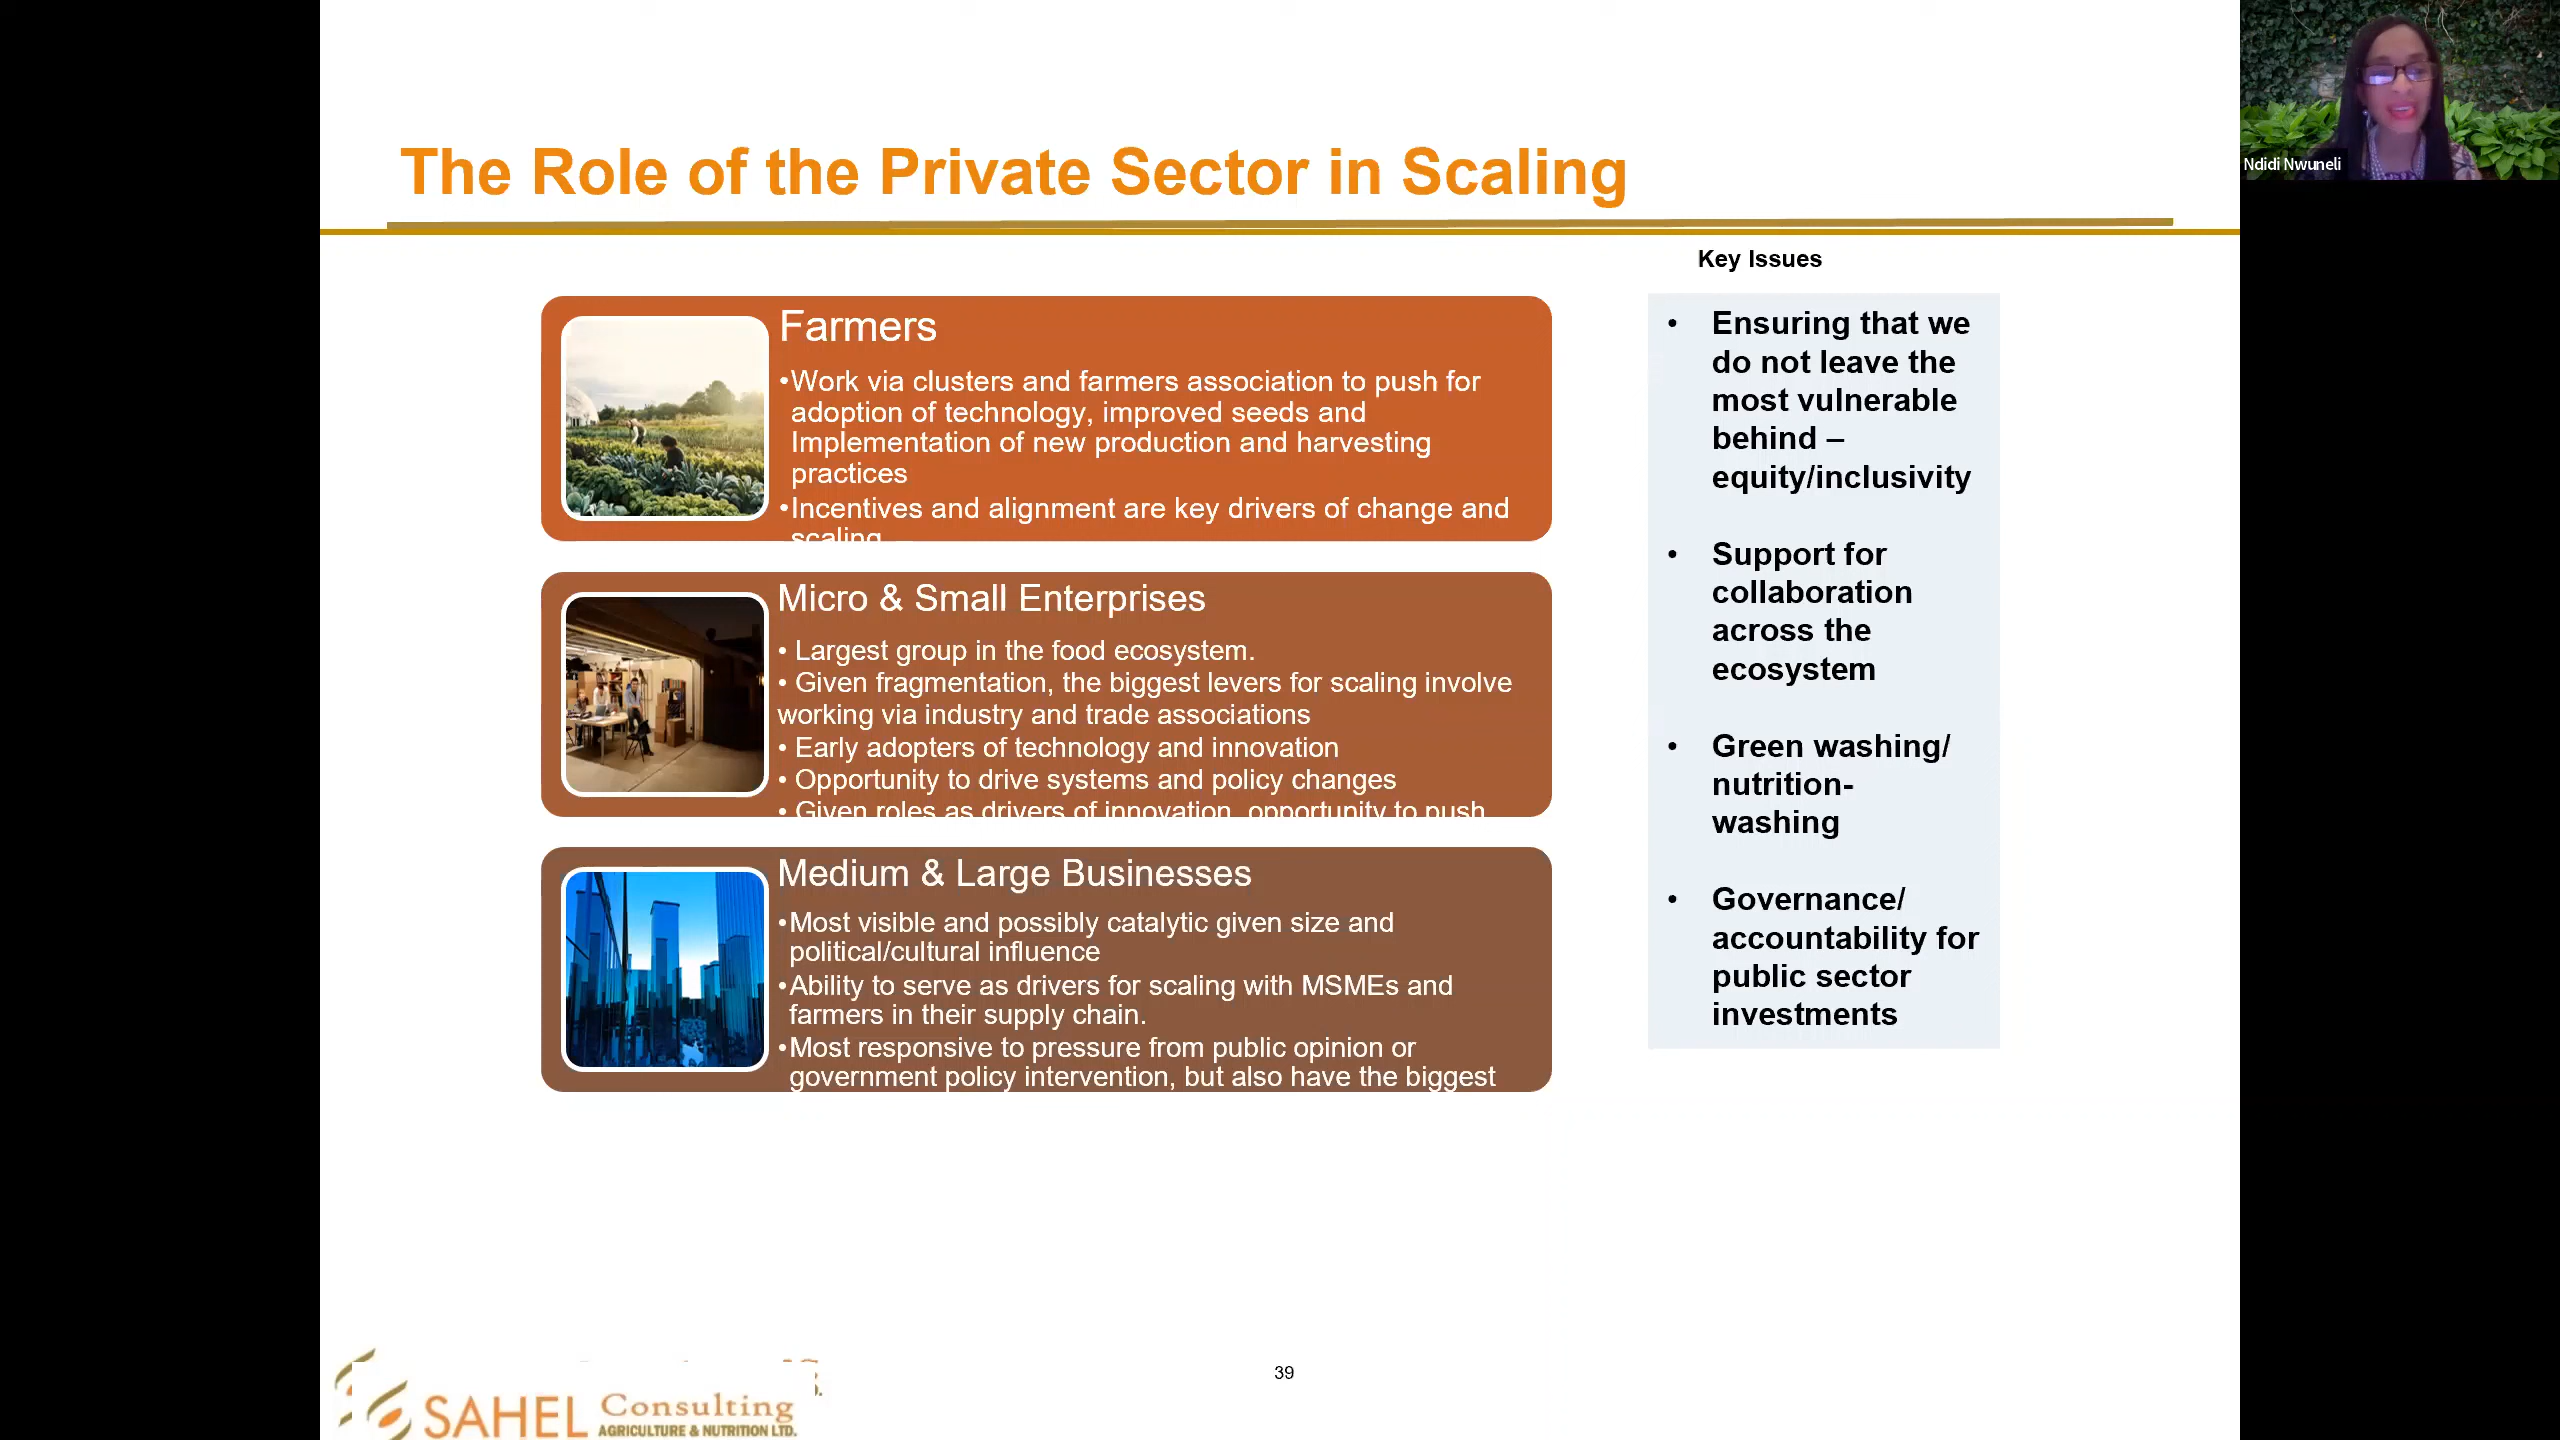 The Role of the Private Sector in Scaling
Ndidi Nwuneli
Farmers
•Work via clusters and farmers association to push for
adoption of technology, improved seeds and
Implementation of new production and harvesting
practices
•Incentives and alignment are key drivers of change and
scaling
Micro & Small Enterprises
• Largest group in the food ecosystem.
• Given fragmentation, the biggest levers for scaling involve
working via industry and trade associations
• Early adopters of technology and innovation
• Opportunity to drive systems and policy changes
• Given roles as drivers of innovation, opportunity to push
Medium & Large Businesses
•Most visible and possibly catalytic given size and
political/cultural influence
•Ability to serve as drivers for scaling with MSMEs and
farmers in their supply chain.
•Most responsive to pressure from public opinion or
government policy intervention, but also have the biggest
Key Issues
• Ensuring that we
do not leave the
most vulnerable
behind –
equity/inclusivity
• Support for
collaboration
across the
ecosystem
• Green washing/
nutrition-
washing
• Governance/
accountability for
public sector
investments
SAHEL Consulting
AGRICULTURE & NUTRITION LTD.
39